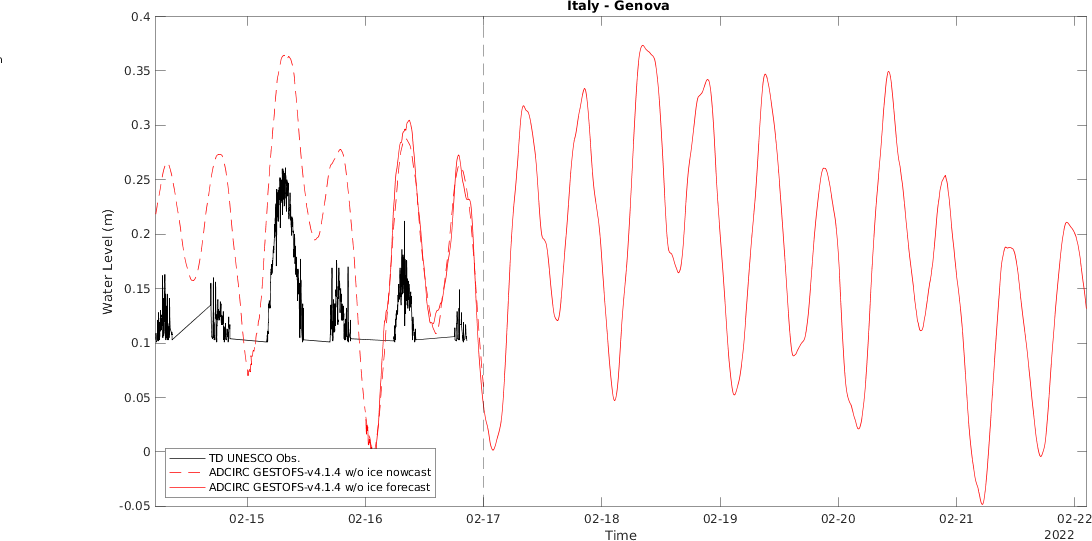 Italy - Genova
0.4
0.35
0.3
0.25
0.2
0.15
0.1
0.05
0
-0.05
Water Level (m)
TD UNESCO Obs.
ADCIRC GESTOFS-v4.1.4 w/o ice nowcast
ADCIRC GESTOFS-v4.1.4 w/o ice forecast
02-15 02-16 02-17 02-18 02-19 02-20 02-21 02-22
Time
2022